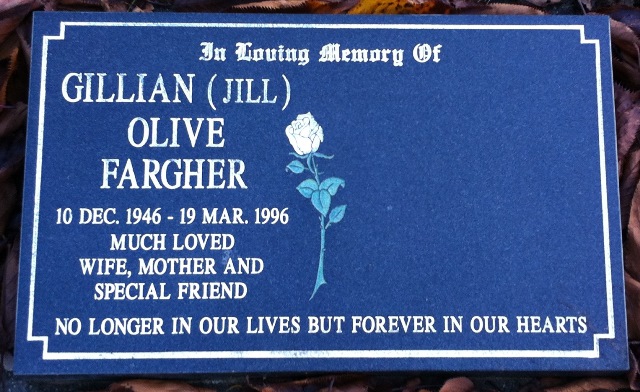 In Loving Memory Of
GILLIAN (JILL)
OLIVE
FARGHER
10 DEC. 1946 - 19 MAR. 1996
MUCH LOVED
WIFE, MOTHER AND
SPECIAL FRIEND
NO LONGER IN OUR LIVES BUT FOREVER IN OUR HEARTS